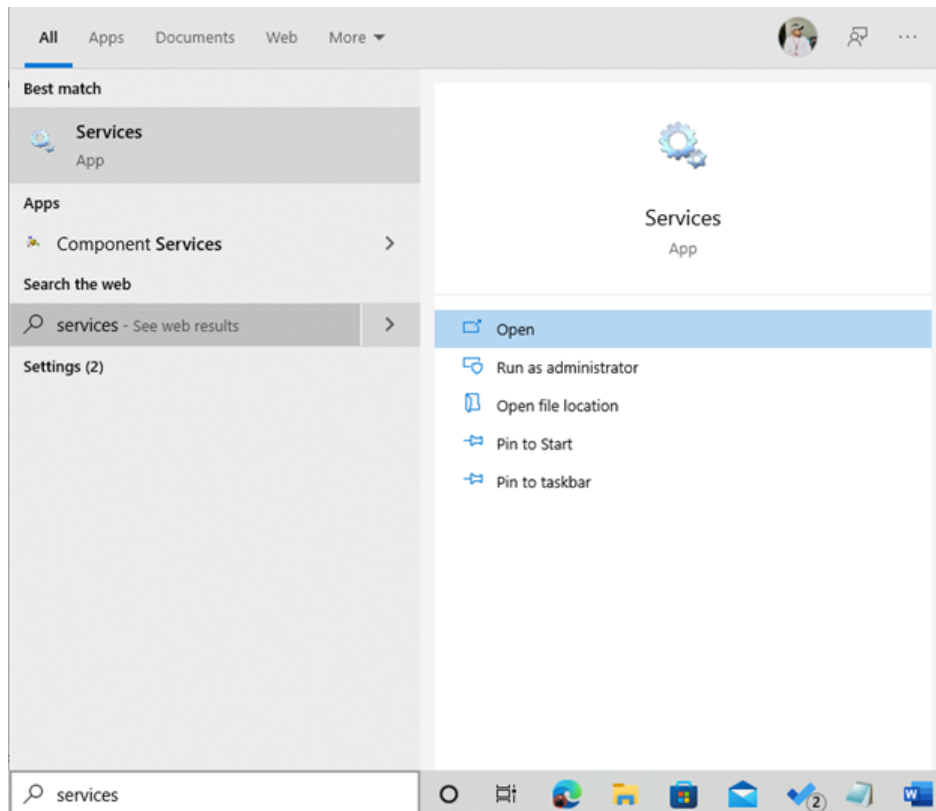 All Apps Documents Web More
Best match
Services
App
Apps
Component Services
Search the web
services - See web results
Settings (2)
Services
App
Open
Run as administrator
Open file location
Pin to Start
Pin to taskbar
services
2
W